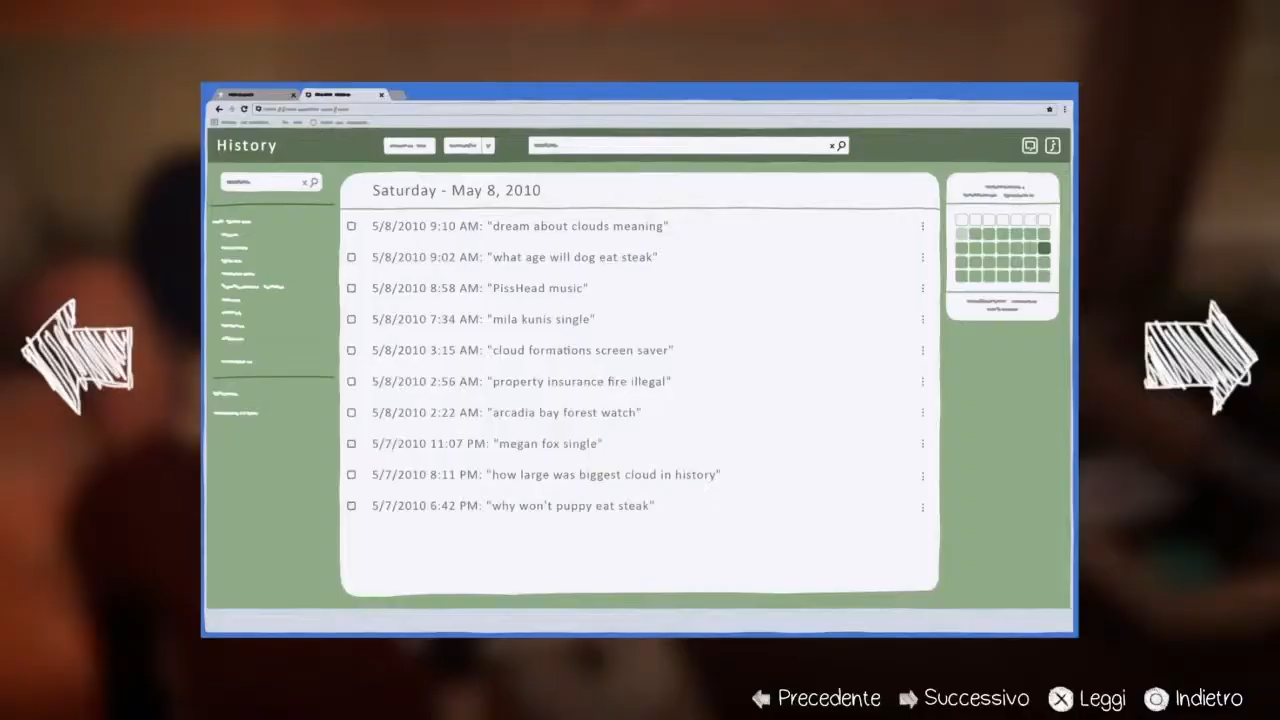 History
Saturday - May 8, 2010
5/8/2010 9:10 AM: "dream about clouds meaning"
5/8/2010 9:02 AM: "what age will dog eat steak"
5/8/2010 8:58 AM: "PissHead music"
5/8/2010 7:34 AM: "mila kunis single"
5/8/2010 3:15 AM: "cloud formations screen saver"
5/8/2010 2:56 AM: "property insurance fire illegal"
5/8/2010 2:22 AM: "arcadia bay forest watch"
5/7/2010 11:07 PM: "megan fox single"
5/7/2010 8:11 PM: "how large was biggest cloud in history"
5/7/2010 6:42 PM: "why won't puppy eat steak"
Precedente Successivo Leggi Indietro